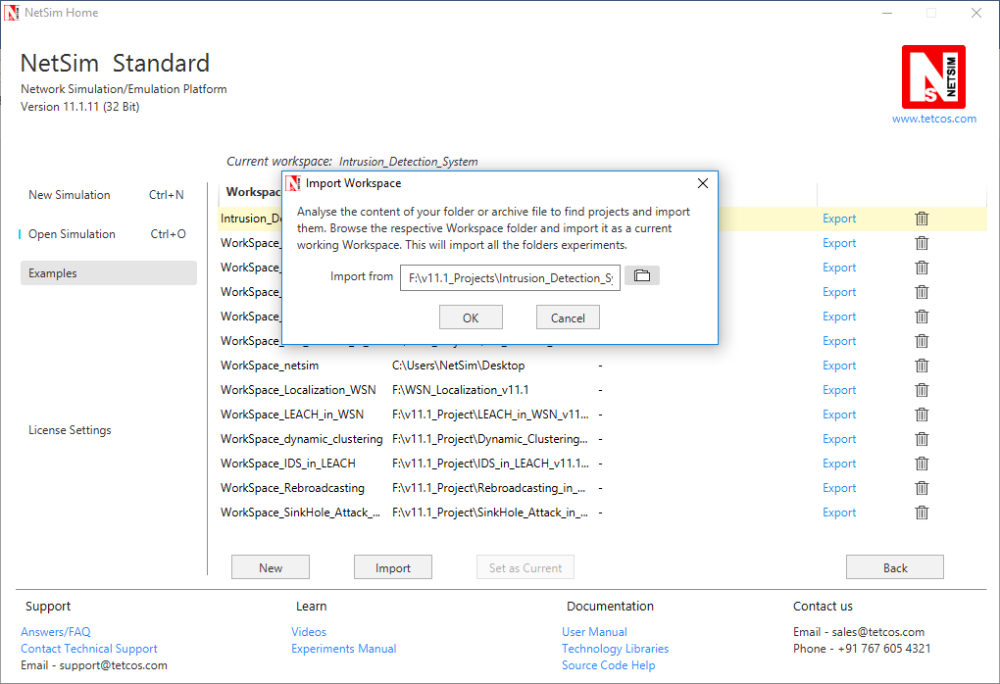 NetSim Home
NetSim Standard
Network Simulation/Emulation Platform
Version 11.1.11 (32 Bit)
NETSIM
www.tetcos.com
Current workspace: Intrusion_Detection_System
New Simulation Ctrl+N
Open Simulation Ctrl+O
Examples
License Settings
Workspac
Intrusion_De Export
WorkSpace_ Export
WorkSpace_ Export
WorkSpace_ Export
WorkSpace_ Export
WorkSpace_ Export
Import Workspace
Analyse the content of your folder or archive file to find projects and import
them. Browse the respective Workspace folder and import it as a current
working Workspace. This will import all the folders experiments.
Import from F:\v11.1_Projects\Intrusion_Detection_Sy
OK Cancel
WorkSpace_netsim C:\Users\NetSim\Desktop - Export
WorkSpace_Localization_WSN F:\WSN_Localization_v11.1 - Export
WorkSpace_LEACH_in_WSN F:\v11.1_Project\LEACH_in_WSN_v11... - Export
WorkSpace_dynamic_clustering F:\v11.1_Project\Dynamic_Clustering... - Export
WorkSpace_IDS_in_LEACH F:\v11.1_Project\IDS_in_LEACH_v11.1... - Export
WorkSpace_Rebroadcasting F:\v11.1_Project\Rebroadcasting_in_... - Export
WorkSpace_SinkHole_Attack_... F:\v11.1_Project\SinkHole_Attack_in_... - Export
New Import Set as Current Back
Support Learn Documentation Contact us
Answers/FAQ Videos User Manual Email - sales@tetcos.com
Contact Technical Support Experiments Manual Technology Libraries Phone - +91 767 605 4321
Email - support@tetcos.com Source Code Help